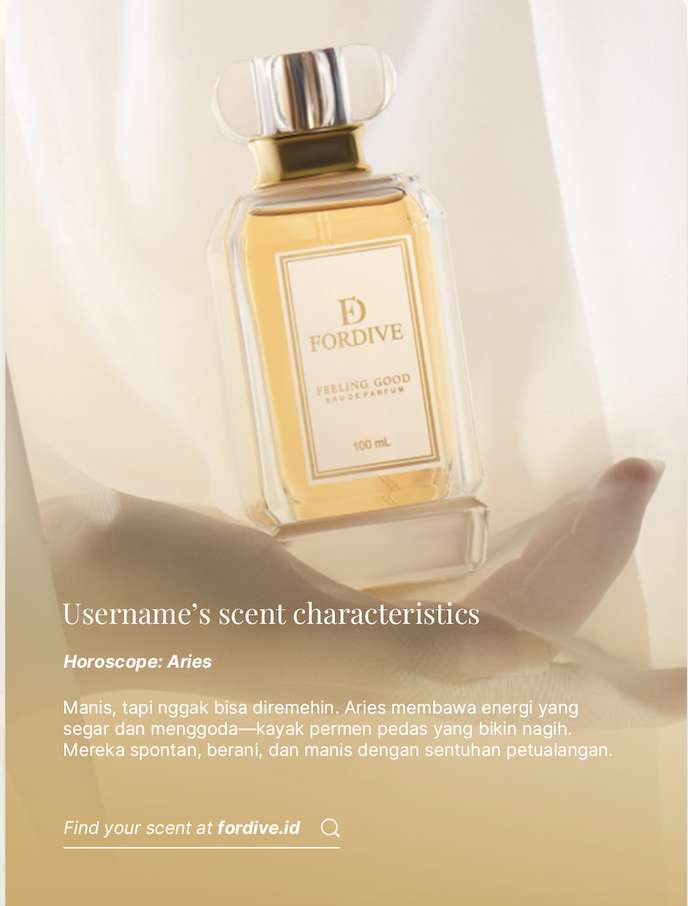 FD
FORDIVE
FEELING GOOD
EAU DE PARFUM
100 mL
Username’s scent characteristics
Horoscope: Aries
Manis, tapi nggak bisa diremehin. Aries membawa energi yang
segar dan menggoda—kayak permen pedas yang bikin nagih.
Mereka spontan, berani, dan manis dengan sentuhan petualangan.
Find your scent at fordive.id